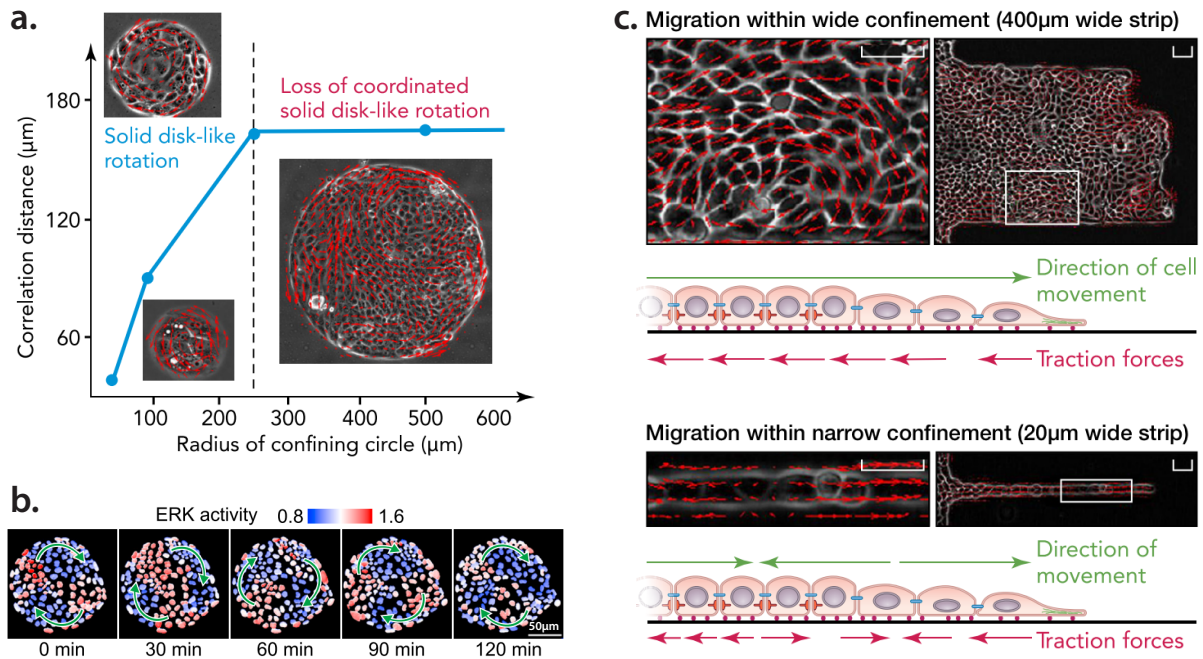 a.
Correlation distance (µm)
180
120
60
Solid disk-like
rotation
Loss of coordinated
solid disk-like rotation
100
200
300
400
500
600
Radius of confining circle (µm)
b.
ERK activity
0.8
1.6
50µm
0 min
30 min
60 min
90 min
120 min
c.
Migration within wide confinement (400µm wide strip)
Direction of cell
movement
Traction forces
Migration within narrow confinement (20µm wide strip)
Direction of
movement
Traction forces